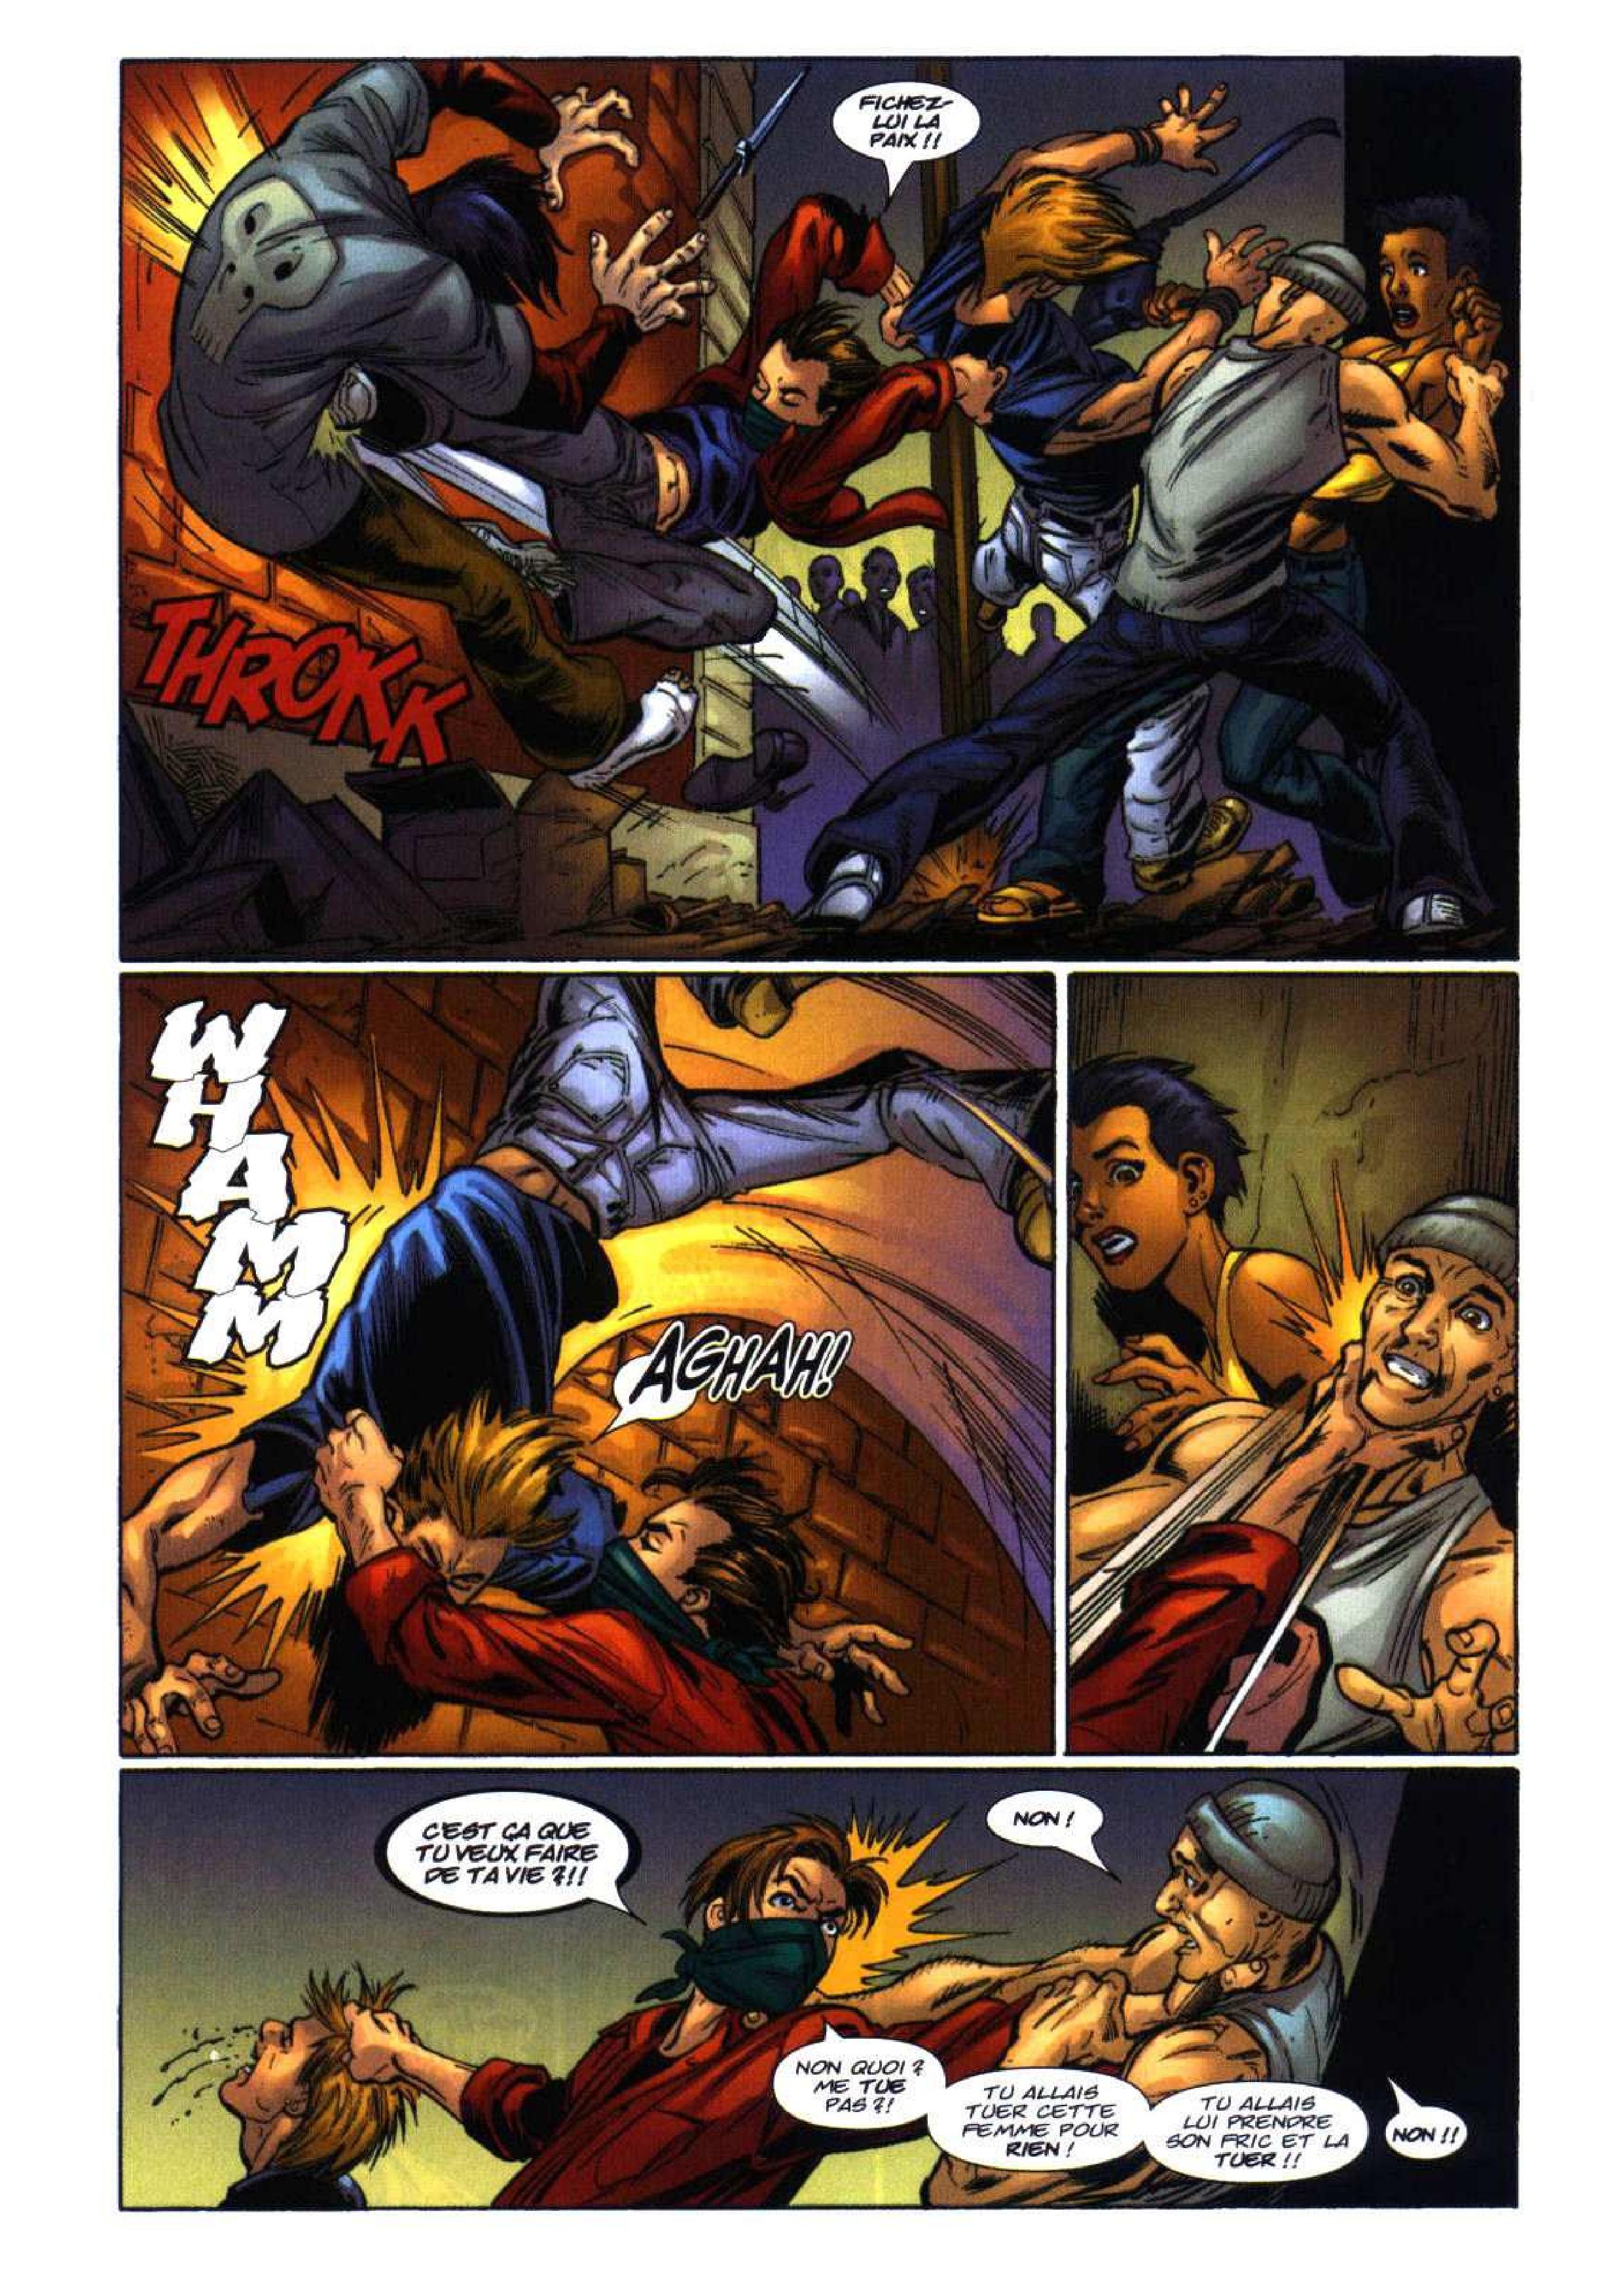 FICHEZ-
LUI LA
PAIX !!
THROKK
WHAMM
AGHAH!
C'EST ÇA QUE
TU VEUX FAIRE
DE TA VIE ?!!
NON !
NON QUOI ?
ME TUE
PAS ?!
TU ALLAIS
TUER CETTE
FEMME POUR
RIEN !
TU ALLAIS
LUI PRENDRE
SON FRIC ET LA
TUER !!
NON !!